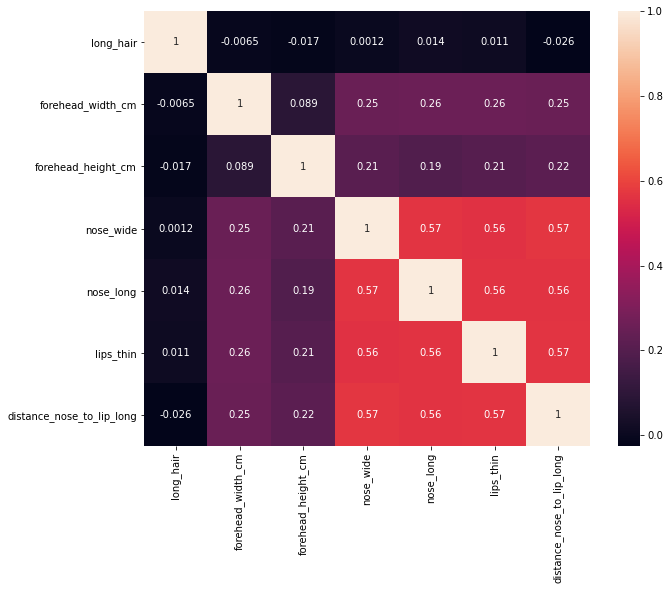 long_hair 1 -0.0065 -0.017 0.0012 0.014 0.011 -0.026
forehead_width_cm -0.0065 1 0.089 0.25 0.26 0.26 0.25
forehead_height_cm -0.017 0.089 1 0.21 0.19 0.21 0.22
nose_wide 0.0012 0.25 0.21 1 0.57 0.56 0.57
nose_long 0.014 0.26 0.19 0.57 1 0.56 0.56
lips_thin 0.011 0.26 0.21 0.56 0.56 1 0.57
distance_nose_to_lip_long -0.026 0.25 0.22 0.57 0.56 0.57 1
long_hair
forehead_width_cm
forehead_height_cm
nose_wide
nose_long
lips_thin
distance_nose_to_lip_long
1.0
0.8
0.6
0.4
0.2
0.0